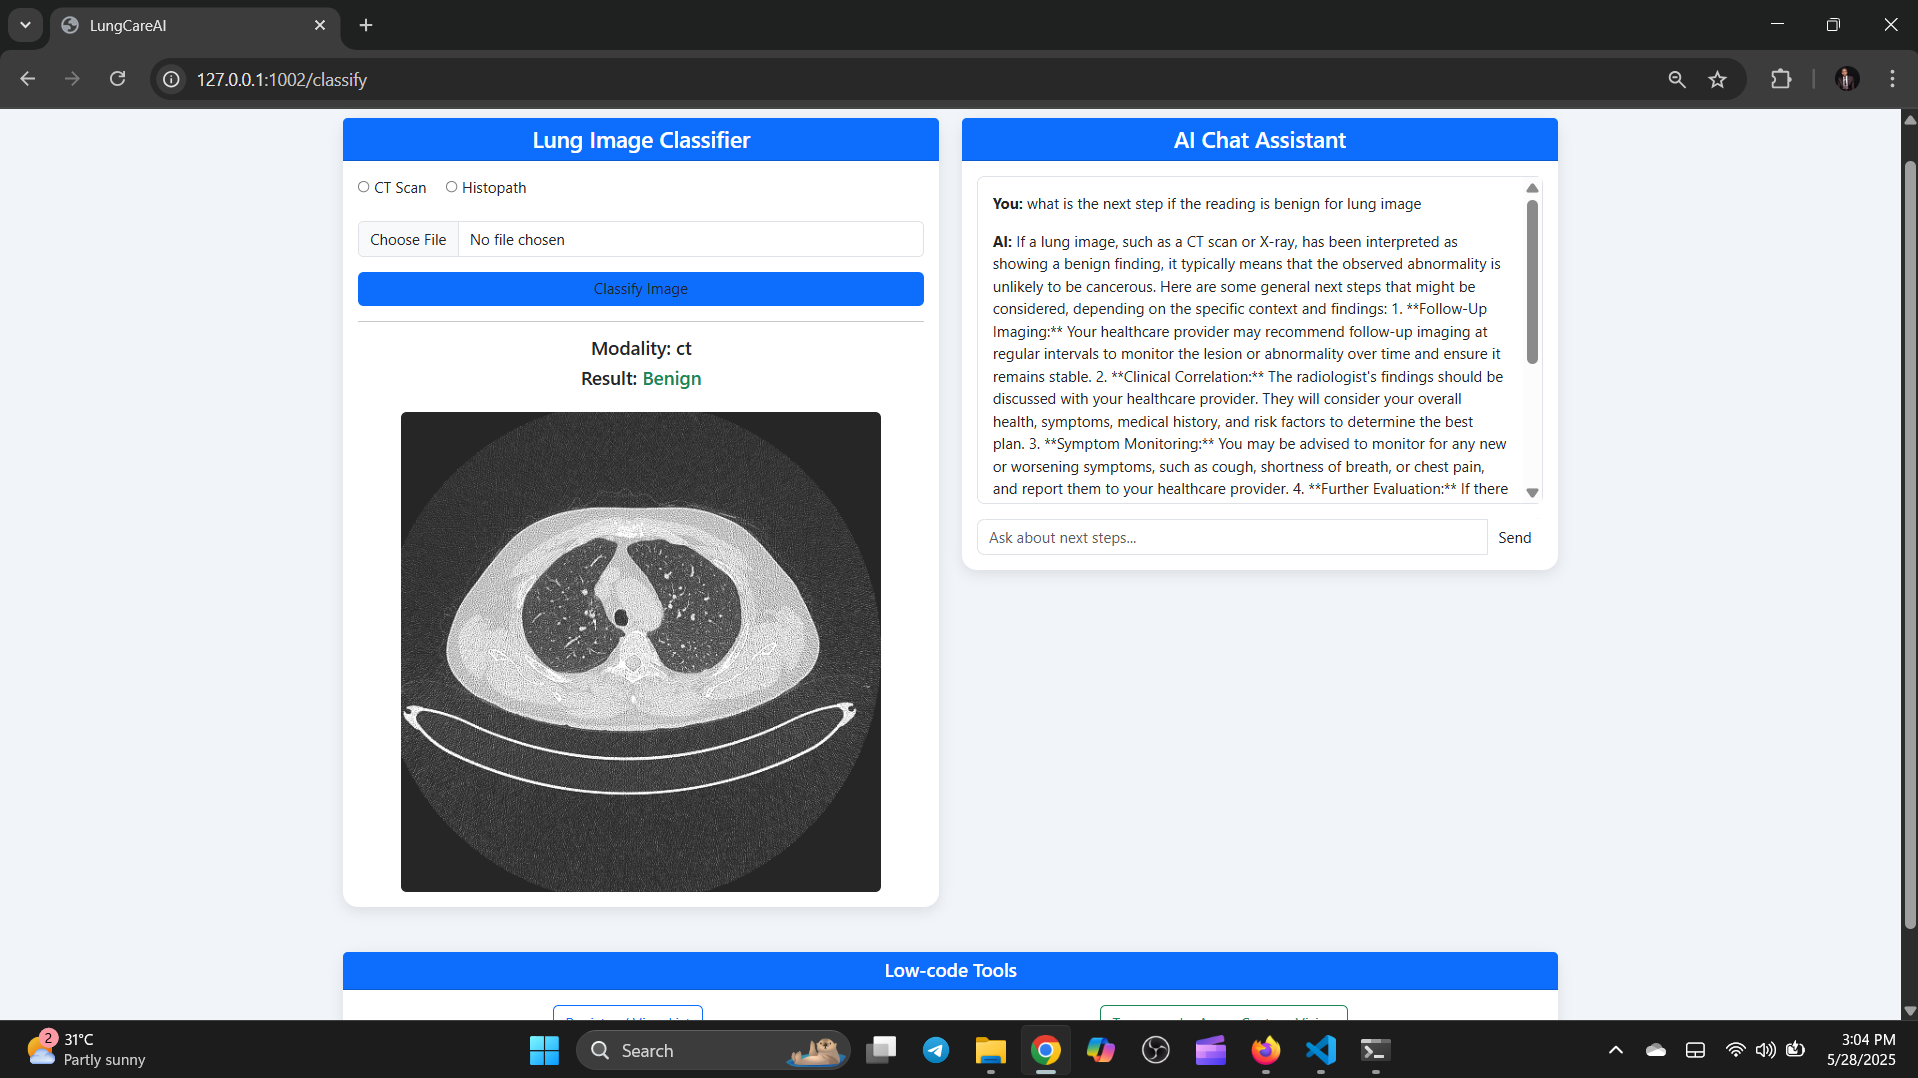 LungCareAI
127.0.0.1:1002/classify
Lung Image Classifier
CT Scan
Histopath
Choose File
No file chosen
Classify Image
Modality: ct
Result: Benign
AI Chat Assistant
You: what is the next step if the reading is benign for lung image
AI: If a lung image, such as a CT scan or X-ray, has been interpreted as
showing a benign finding, it typically means that the observed abnormality is
unlikely to be cancerous. Here are some general next steps that might be
considered, depending on the specific context and findings: 1. **Follow-Up
Imaging:** Your healthcare provider may recommend follow-up imaging at
regular intervals to monitor the lesion or abnormality over time and ensure it
remains stable. 2. **Clinical Correlation:** The radiologist's findings should be
discussed with your healthcare provider. They will consider your overall
health, symptoms, medical history, and risk factors to determine the best
plan. 3. **Symptom Monitoring:** You may be advised to monitor for any new
or worsening symptoms, such as cough, shortness of breath, or chest pain,
and report them to your healthcare provider. 4. **Further Evaluation:** If there
Ask about next steps...
Send
Low-code Tools
2
31°C
Partly sunny
Search
3:04 PM
5/28/2025